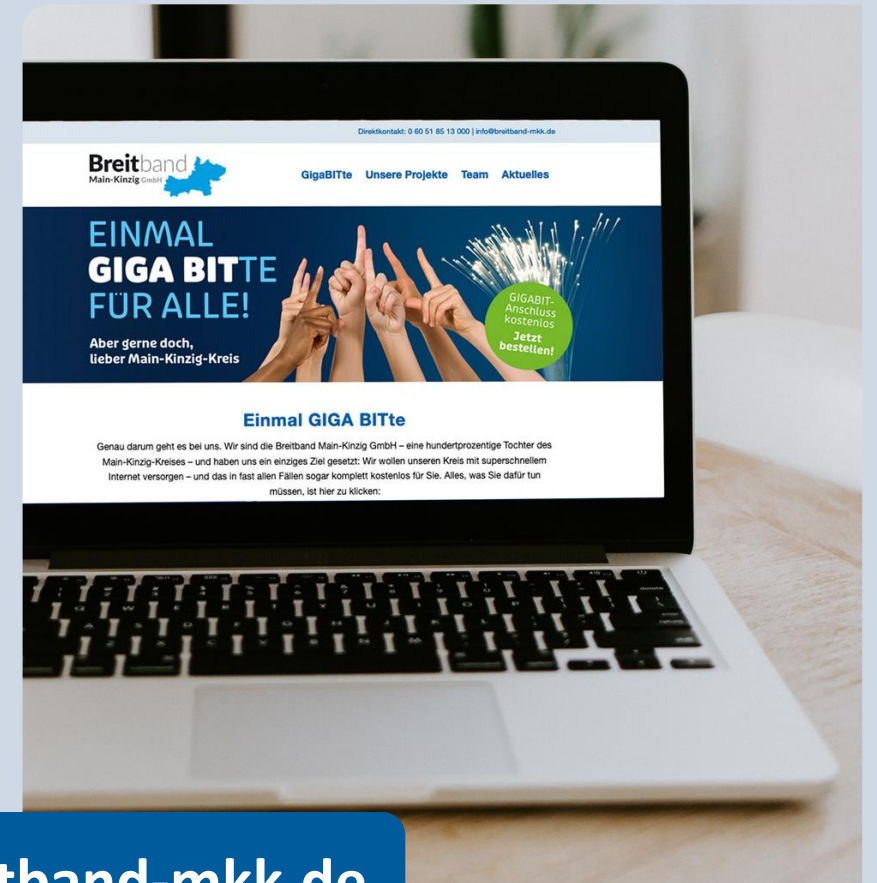 Direktkontakt: 0 60 51 85 13 000 | info@breitband-mkk.de
Breitband
Main-Kinzig GmbH
GigaBITte Unsere Projekte Team Aktuelles
EINMAL
GIGA BITTE
FÜR ALLE!
Aber gerne doch,
lieber Main-Kinzig-Kreis
GIGABIT-
Anschluss
kostenlos
Jetzt
bestellen!
Einmal GIGA BITte
Genau darum geht es bei uns. Wir sind die Breitband Main-Kinzig GmbH – eine hundertprozentige Tochter des
Main-Kinzig-Kreises – und haben uns ein einziges Ziel gesetzt: Wir wollen unseren Kreis mit superschnellem
Internet versorgen – und das in fast allen Fällen sogar komplett kostenlos für Sie. Alles, was Sie dafür tun
müssen, ist hier zu klicken:
tband-mkk.de